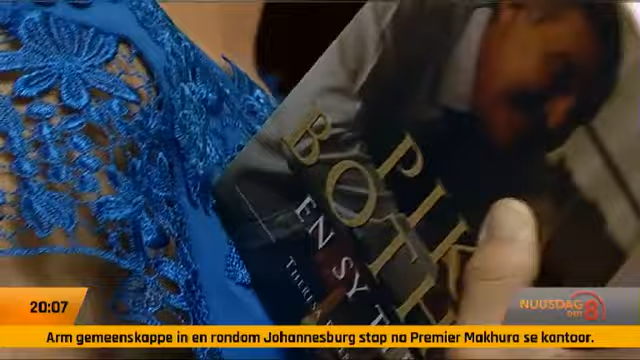 PIK
BOTHA
EN SY
20:07
NUUSDAG
OM 8
Arm gemeenskappe in en rondom Johannesburg stap na Premier Makhura se kantoor.